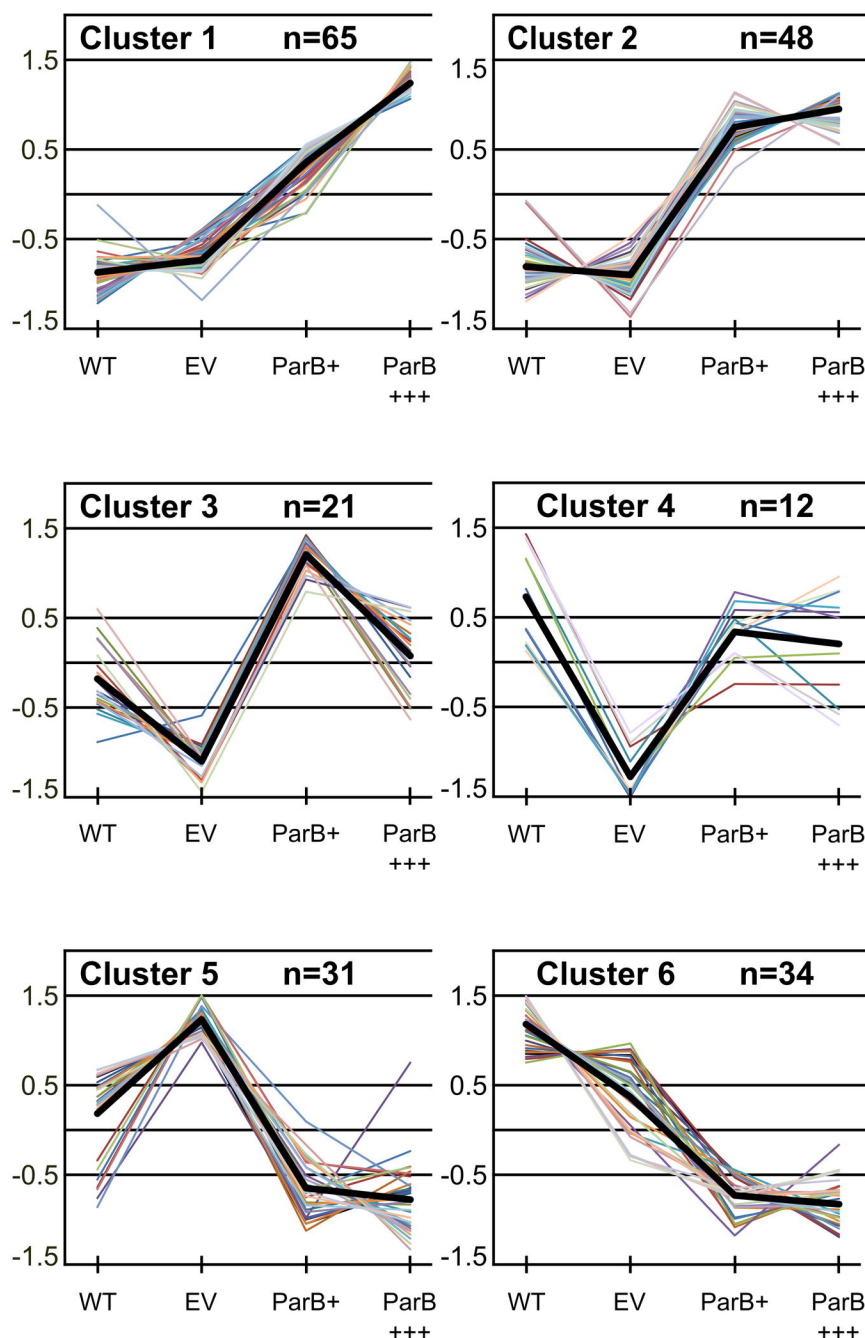 Cluster 1 n=65
1.5
0.5
-0.5
-1.5
WT EV ParB+ ParB
+++
Cluster 2 n=48
1.5
0.5
-0.5
-1.5
WT EV ParB+ ParB
+++
Cluster 3 n=21
1.5
0.5
-0.5
-1.5
WT EV ParB+ ParB
+++
Cluster 4 n=12
1.5
0.5
-0.5
-1.5
WT EV ParB+ ParB
+++
Cluster 5 n=31
1.5
0.5
-0.5
-1.5
WT EV ParB+ ParB
+++
Cluster 6 n=34
1.5
0.5
-0.5
-1.5
WT EV ParB+ ParB
+++